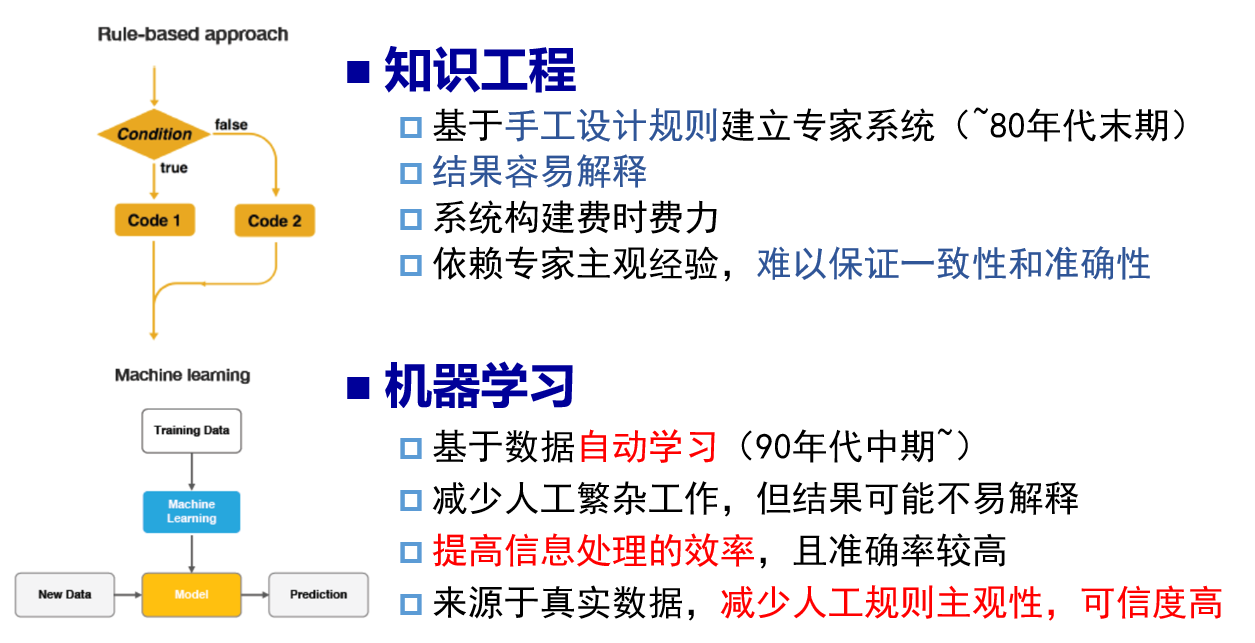 Rule-based approach
Condition
false
true
Code 1
Code 2
■ 知识工程
基于手工设计规则建立专家系统（~80年代末期）
结果容易解释
系统构建费时费力
依赖专家主观经验，难以保证一致性和准确性
Machine learning
Training Data
Machine
Learning
New Data
Model
Prediction
■ 机器学习
基于数据自动学习（90年代中期~）
减少人工繁杂工作，但结果可能不易解释
提高信息处理的效率，且准确率较高
来源于真实数据，减少人工规则主观性，可信度高